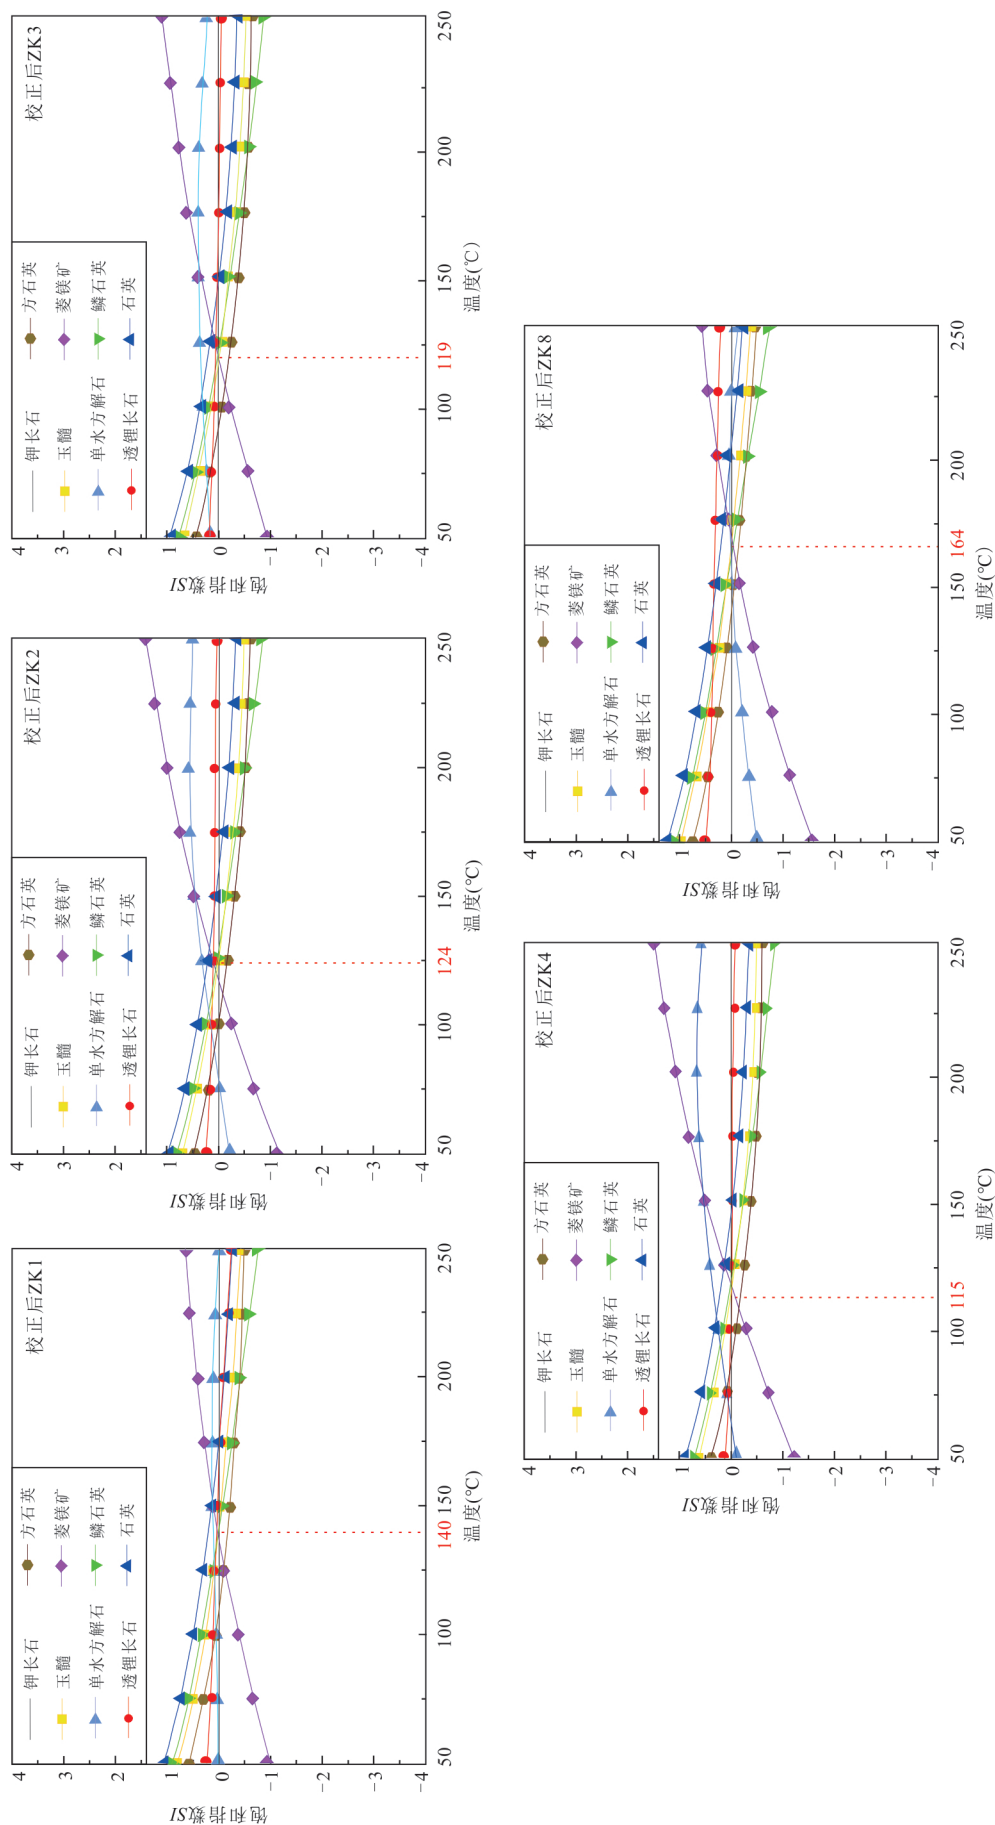 校正后ZK1
钾长石
方石英
玉髓
菱镁矿
单水方解石
鳞石英
透锂长石
石英
饱和指数SI
4
3
2
1
0
−1
−2
−3
−4
50
100
140
150
200
250
温度(℃)
校正后ZK2
钾长石
方石英
玉髓
菱镁矿
单水方解石
鳞石英
透锂长石
石英
饱和指数SI
4
3
2
1
0
−1
−2
−3
−4
50
100
124
150
200
250
温度(℃)
校正后ZK3
钾长石
方石英
玉髓
菱镁矿
单水方解石
鳞石英
透锂长石
石英
饱和指数SI
4
3
2
1
0
−1
−2
−3
−4
50
100
119
150
200
250
温度(℃)
校正后ZK4
钾长石
方石英
玉髓
菱镁矿
单水方解石
鳞石英
透锂长石
石英
饱和指数SI
4
3
2
1
0
−1
−2
−3
−4
50
100
115
150
200
250
温度(℃)
校正后ZK8
钾长石
方石英
玉髓
菱镁矿
单水方解石
鳞石英
透锂长石
石英
饱和指数SI
4
3
2
1
0
−1
−2
−3
−4
50
100
150
164
200
250
温度(℃)